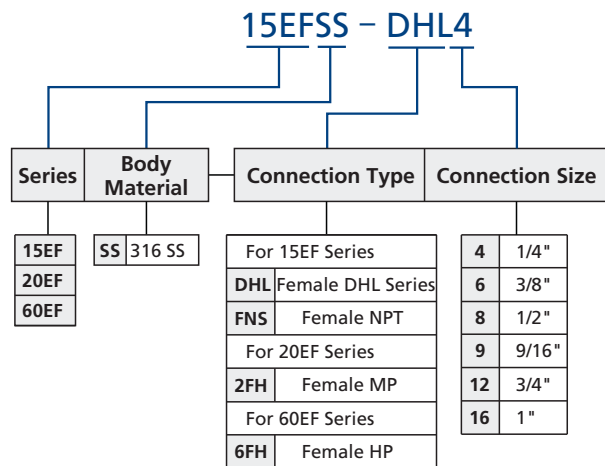 15EFSS – DHL4
Series
Body Material
Connection Type
Connection Size
15EF
20EF
60EF
SS 316 SS
For 15EF Series
DHL Female DHL Series
FNS Female NPT
For 20EF Series
2FH Female MP
For 60EF Series
6FH Female HP
4 1/4"
6 3/8"
8 1/2"
9 9/16"
12 3/4"
16 1"